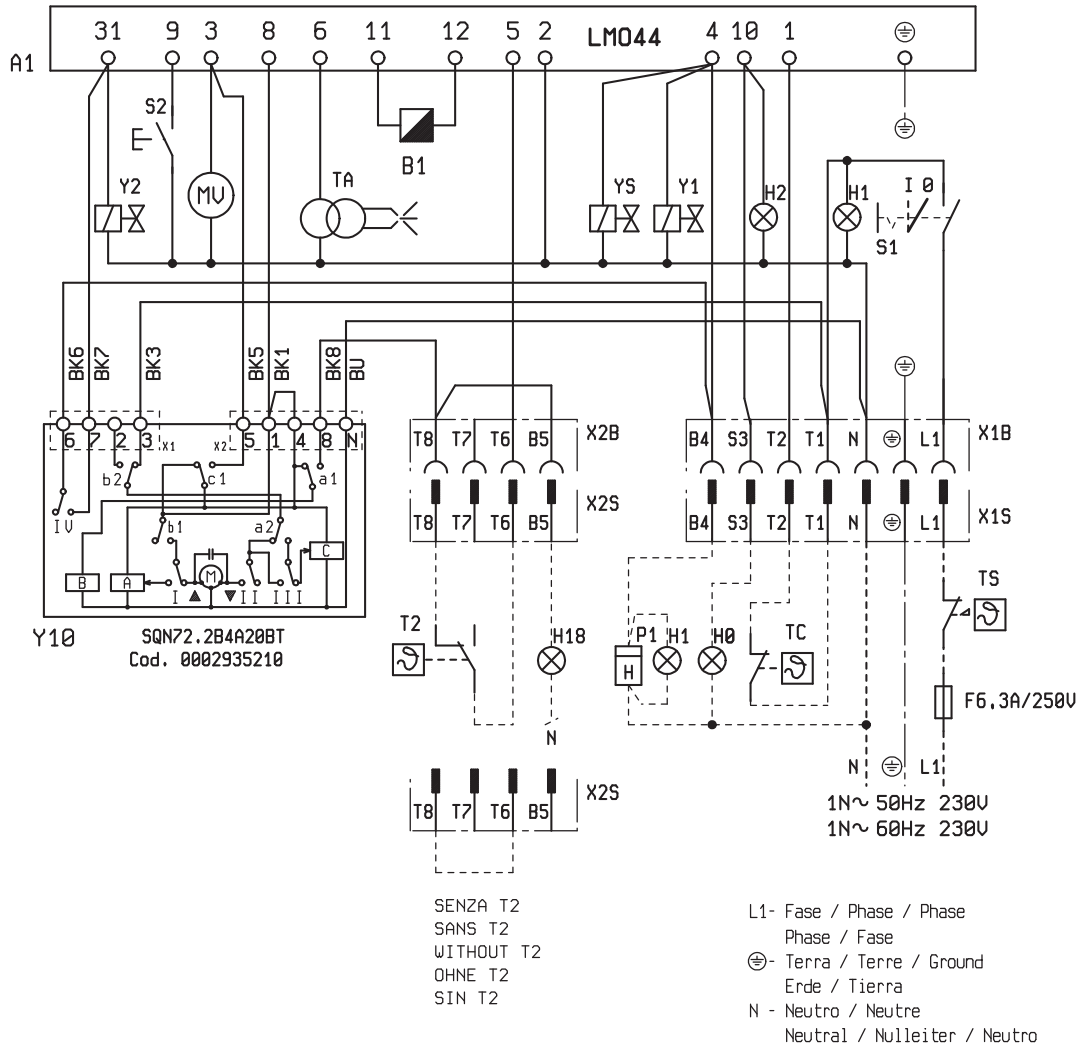 31 9 3 8 6 11 12 5 2 LMO44 4 10 1
A1
S2
B1
Y2 MV TA YS Y1 H2 H1 I 0
S1
BK6 BK7 BK3 BK5 BK1 BK8 BU
6 7 2 3 X1 X2 5 1 4 8 N
b2 c1 a1
IV b1 a2
B A M C
I II III
Y10 SQN72.2B4A20BT
Cod. 0002935210
T8 T7 T6 B5 X2B
X2S
T8 T7 T6 B5
B4 S3 T2 T1 N L1 X1B
X1S
B4 S3 T2 T1 N L1
T2 H18
N
P1 H1 H0 TC TS
H
F6,3A/250V
X2S
T8 T7 T6 B5
N L1
1N~ 50Hz 230V
1N~ 60Hz 230V
SENZA T2
SANS T2
WITHOUT T2
OHNE T2
SIN T2
L1- Fase / Phase / Phase
Phase / Fase
- Terra / Terre / Ground
Erde / Tierra
N - Neutro / Neutre
Neutral / Nulleiter / Neutro